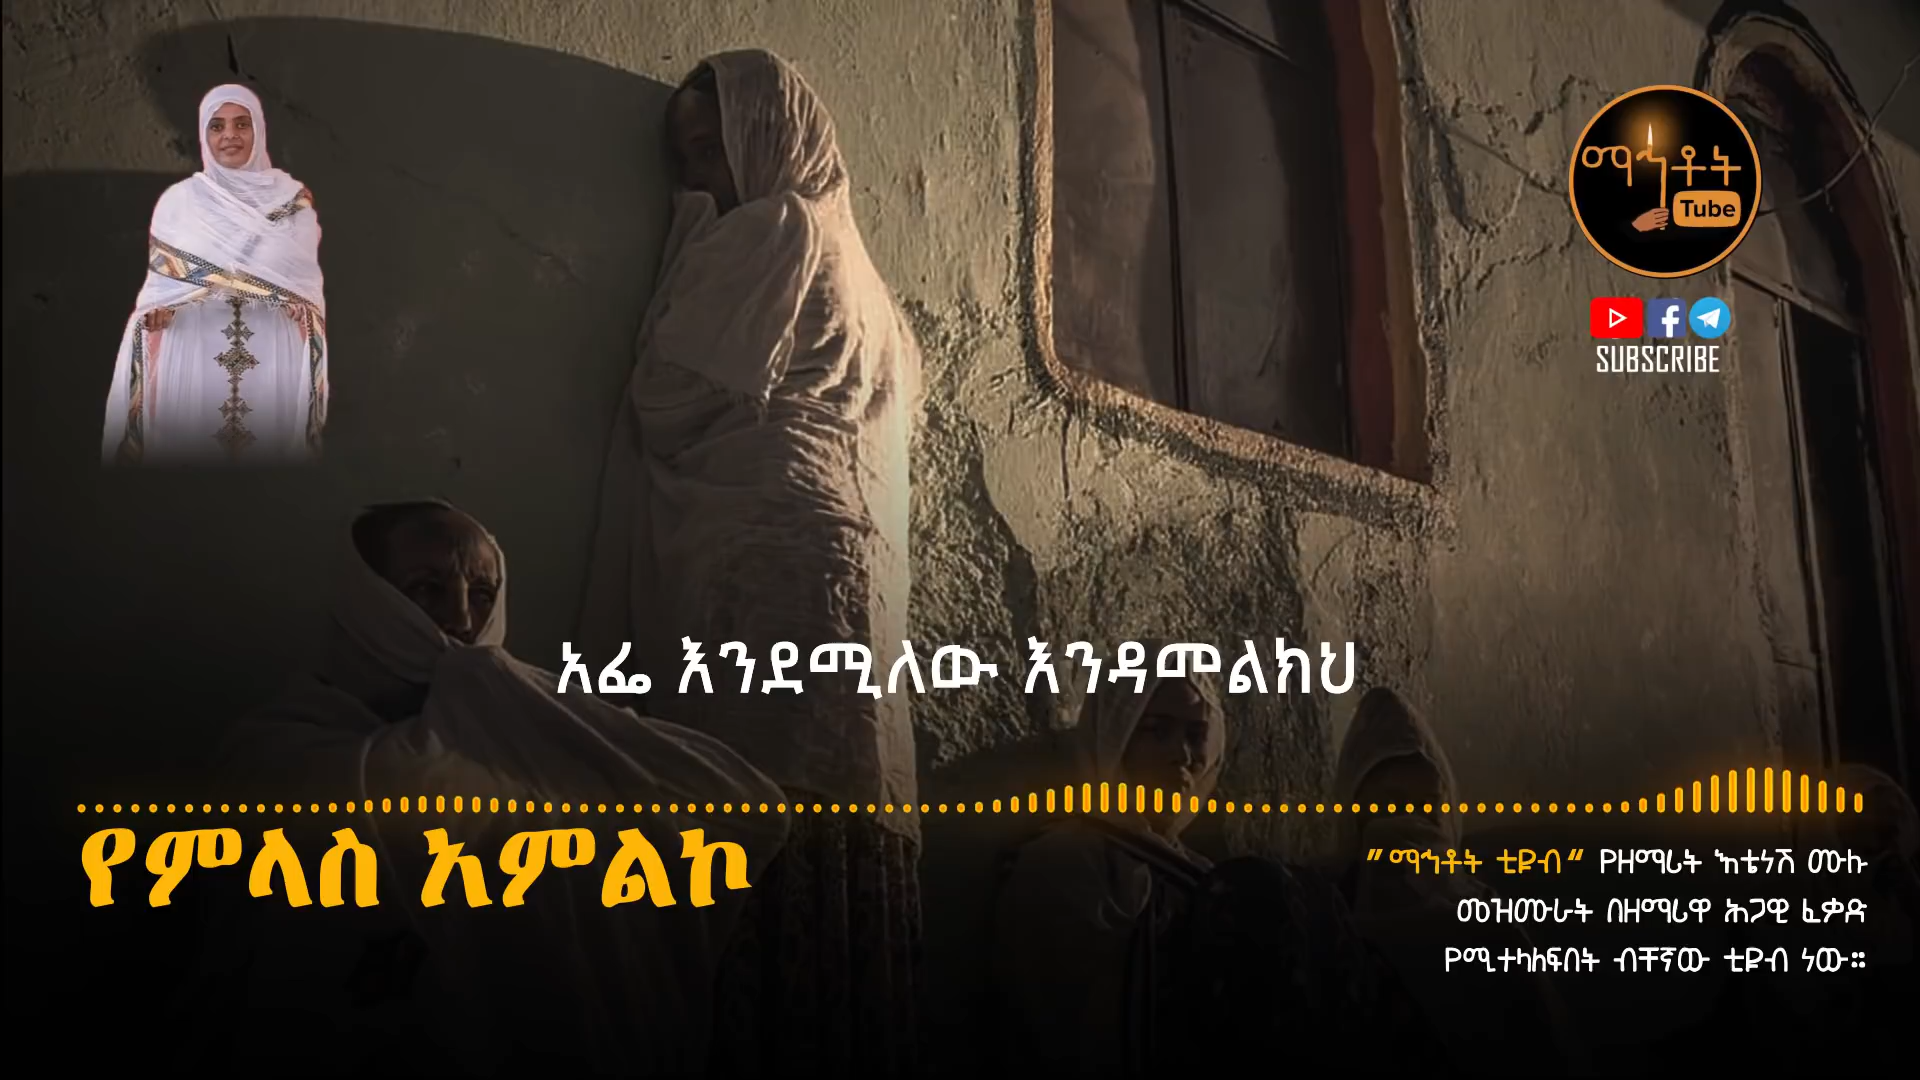 ማኅቶት
Tube
SUBSCRIBE
አፌ እንደሚለው እንዳመልክህ
የምላስ አምልኮ
"ማኅቶት ቲዩብ" የዘማሪት እቴነሽ ሙሉ
መዝሙራት በዘማሪዋ ሕጋዊ ፈቃድ
የሚተላለፍበት ብቸኛው ቲዩብ ነው።